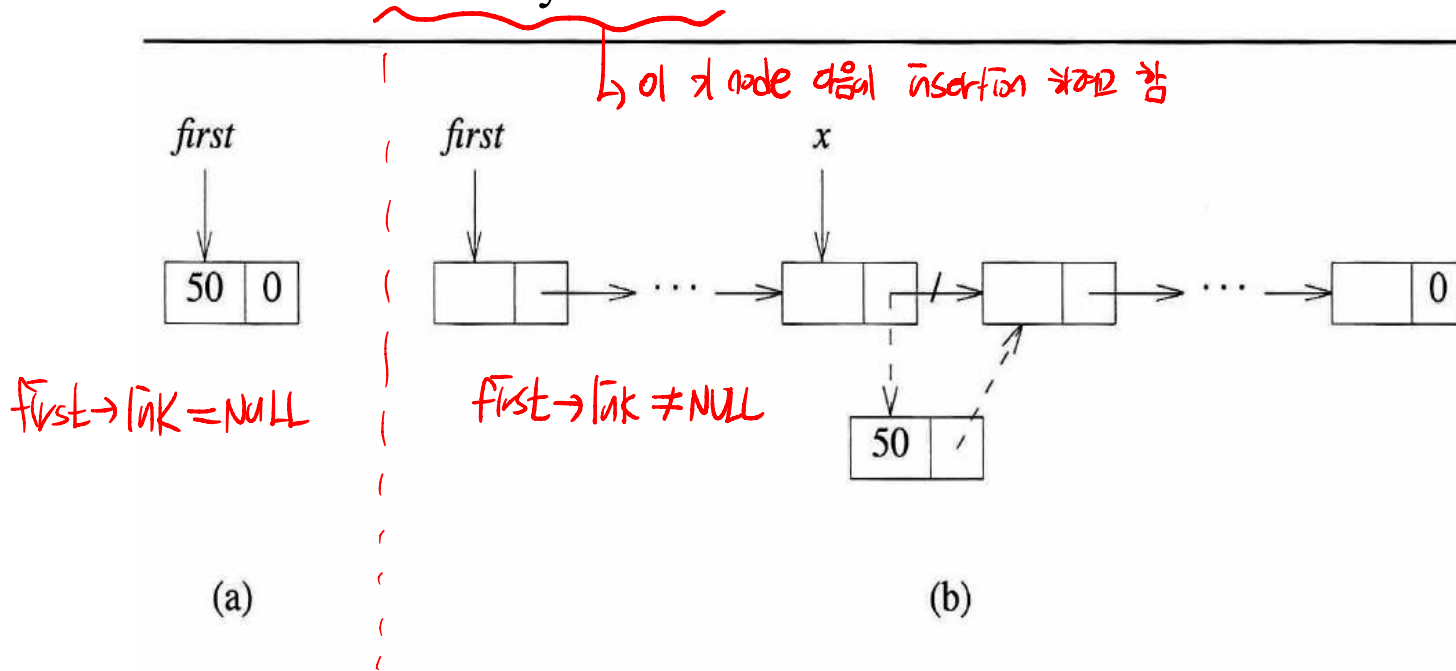 이 x node 다음에 insertion 하려고 함
first first x
50 0 ... ... 0
first→link = NULL first→link ≠ NULL
50
(a) (b)